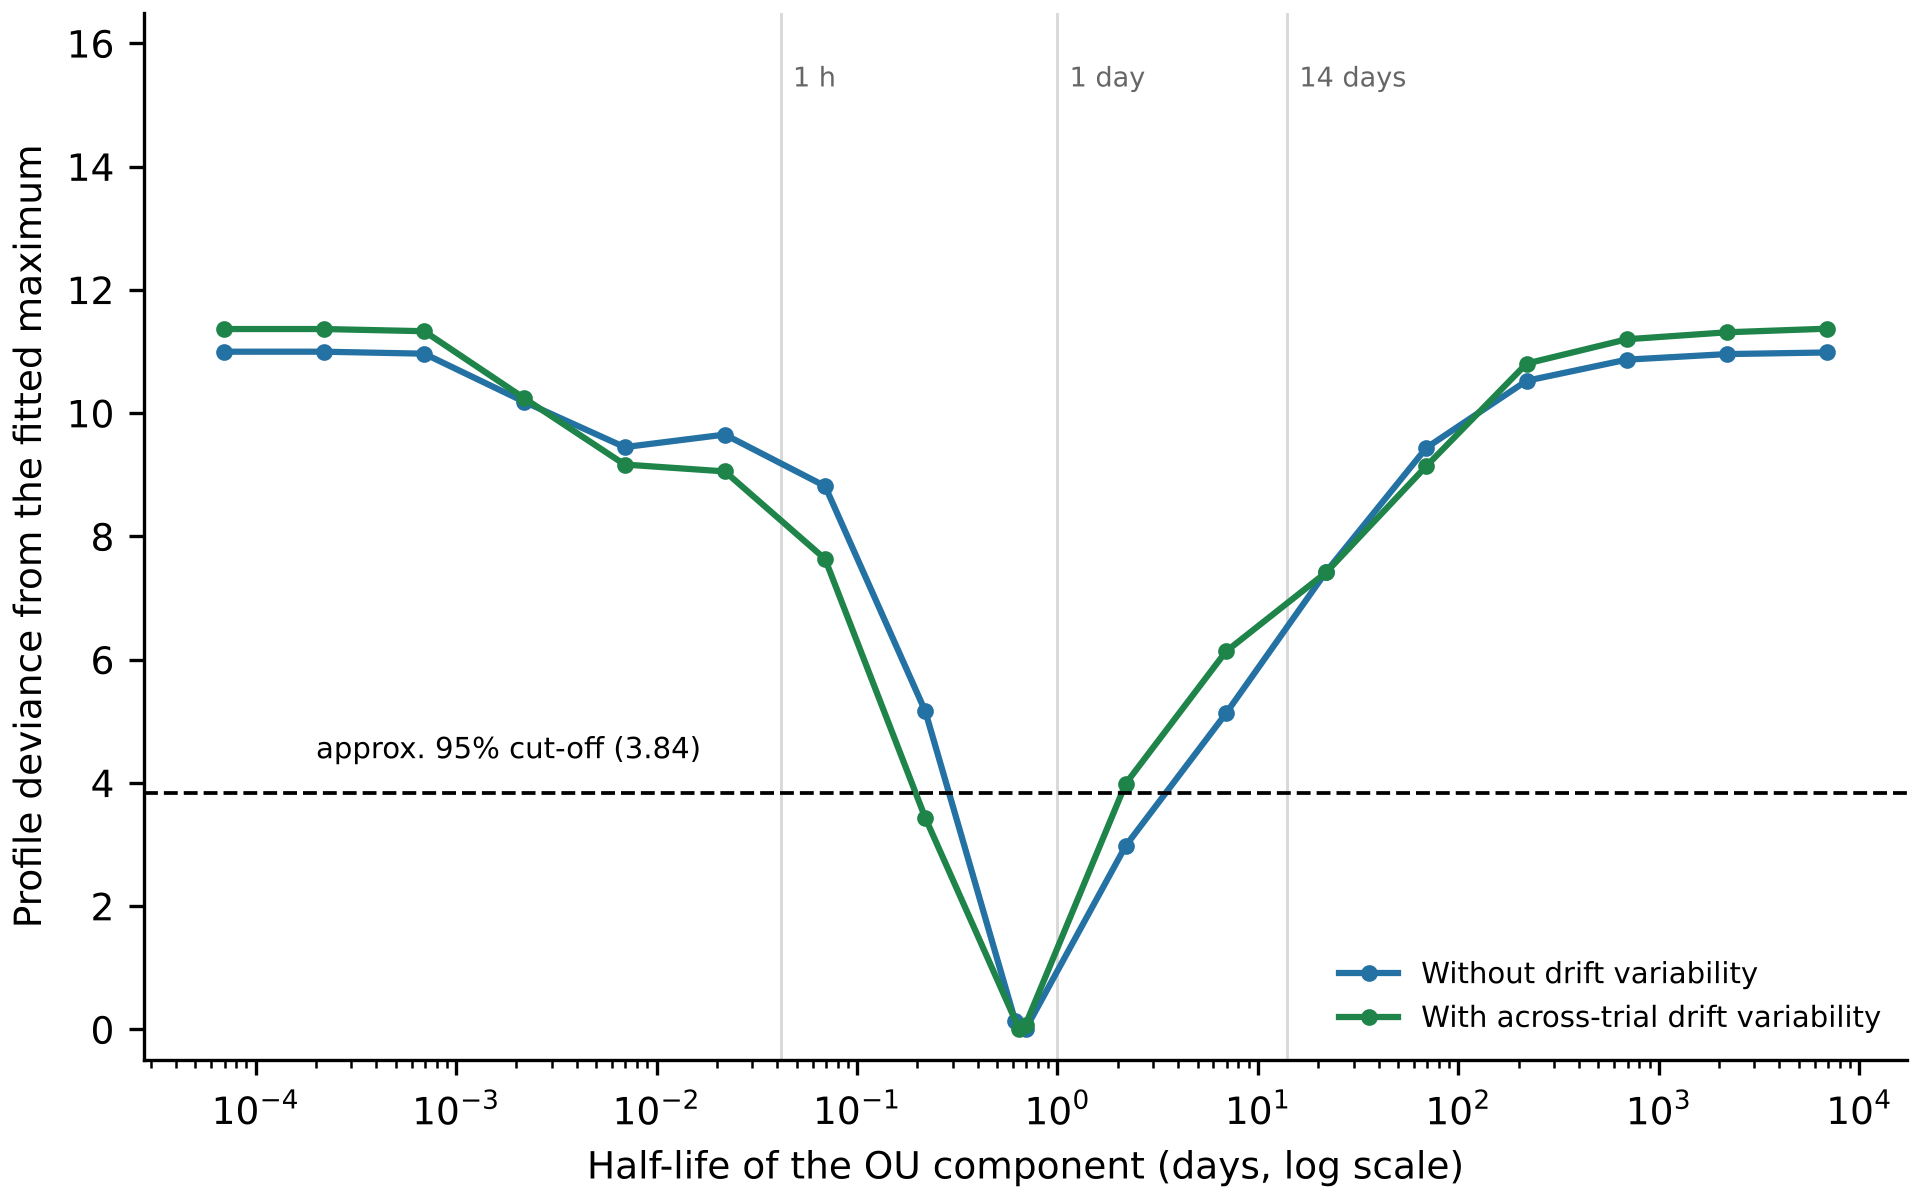 Profile deviance from the fitted maximum
16
14
12
10
8
6
4
2
0
1 h
1 day
14 days
approx. 95% cut-off (3.84)
Without drift variability
With across-trial drift variability
10⁻⁴
10⁻³
10⁻²
10⁻¹
10⁰
10¹
10²
10³
10⁴
Half-life of the OU component (days, log scale)